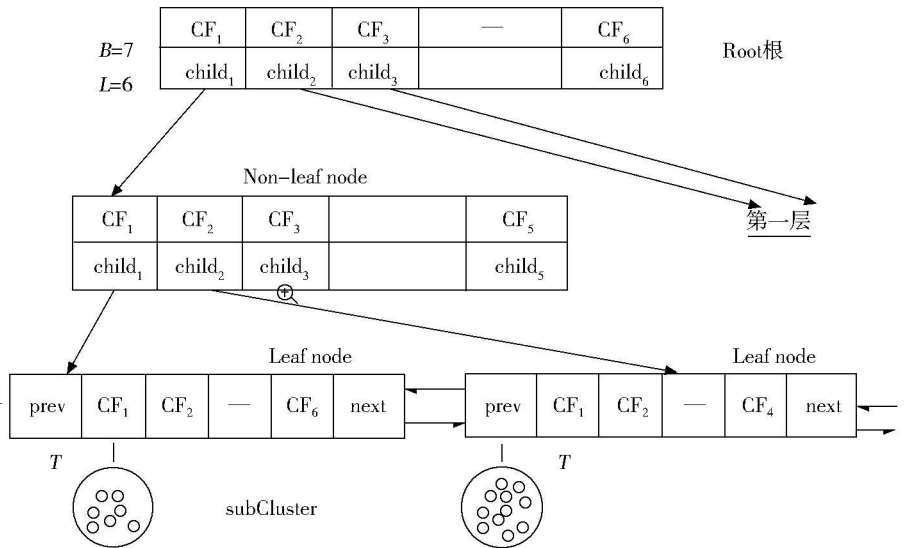 CF₁ CF₂ CF₃ — CF₆
B=7
Root根
L=6
child₁ child₂ child₃ child₆
Non-leaf node
CF₁ CF₂ CF₃ CF₅
第一层
child₁ child₂ child₃ child₅
Leaf node Leaf node
prev CF₁ CF₂ — CF₆ next prev CF₁ CF₂ — CF₄ next
T T
subCluster